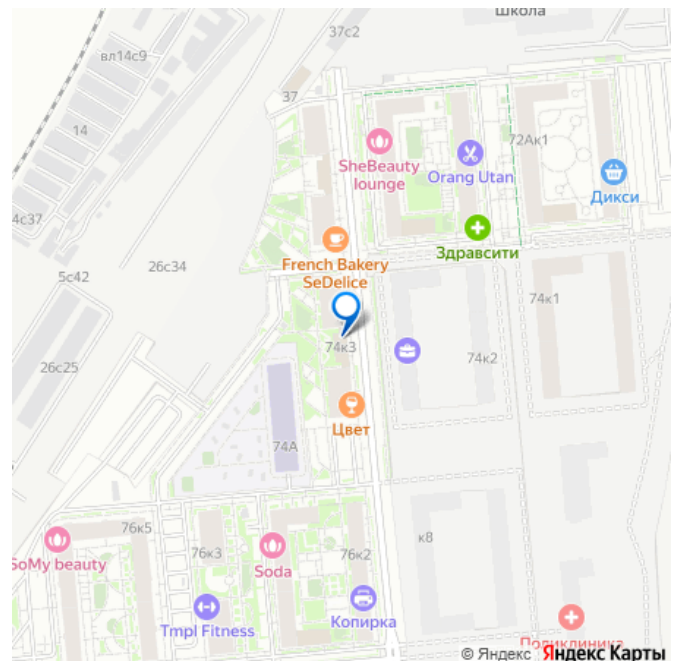 школа
37с2
вл14с9
37
14
72Ак1
SheBeauty
lounge
Orang Utan
Дикси
4с37
French Bakery
SeDelice
Здравсити
5с42
26с34
74к1
74к3
74к2
26с25
Цвет
74А
76к5
76к3
76к2
к8
SoMy beauty
Soda
Tmpl Fitness
Копирка
Поликлиника
© Яндекс Яндекс Карты